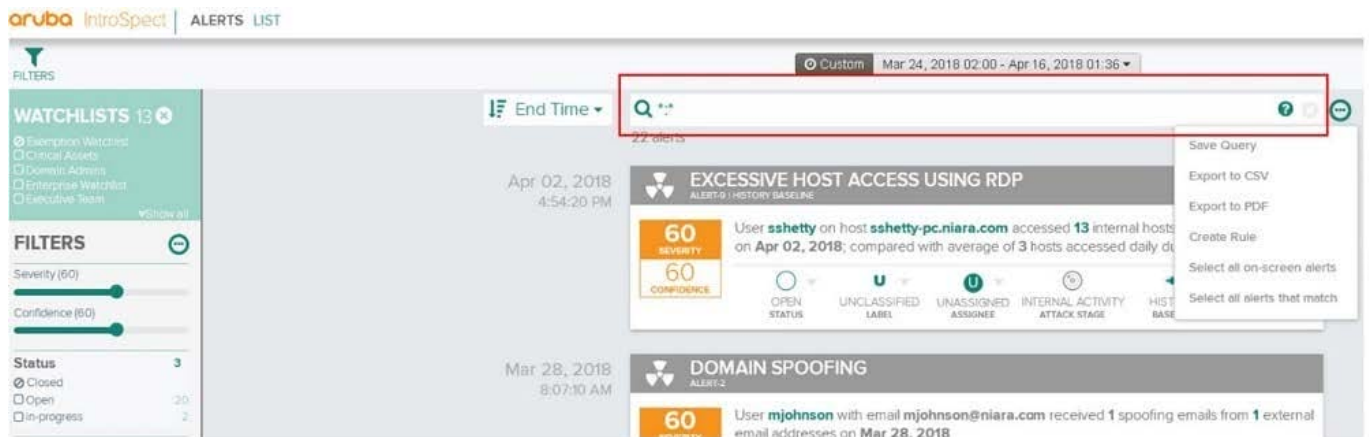 aruba IntroSpect | ALERTS LIST
FILTERS
Custom Mar 24, 2018 02:00 - Apr 16, 2018 01:36
WATCHLISTS 13
Exemption Watchlist
Critical Assets
Domain Admins
Enterprise Watchlist
Executive Team
Show all
FILTERS
Severity (60)
Confidence (60)
Status 3
Closed
Open 20
in-progress 2
End Time
*:*
22 alerts
Save Query
Export to CSV
Export to PDF
Create Rule
Select all on-screen alerts
Select all alerts that match
Apr 02, 2018
4:54:20 PM
EXCESSIVE HOST ACCESS USING RDP
ALERT-9 | HISTORY BASELINE
60
SEVERITY
60
CONFIDENCE
User sshetty on host sshetty-pc.niara.com accessed 13 internal hosts
on Apr 02, 2018; compared with average of 3 hosts accessed daily
OPEN
STATUS
UNCLASSIFIED
LABEL
UNASSIGNED
ASSIGNEE
INTERNAL ACTIVITY
ATTACK STAGE
Mar 28, 2018
8:07:10 AM
DOMAIN SPOOFING
ALERT-2
60
User mjohnson with email mjohnson@niara.com received 1 spoofing emails from 1 external
email addresses on Mar 28, 2018